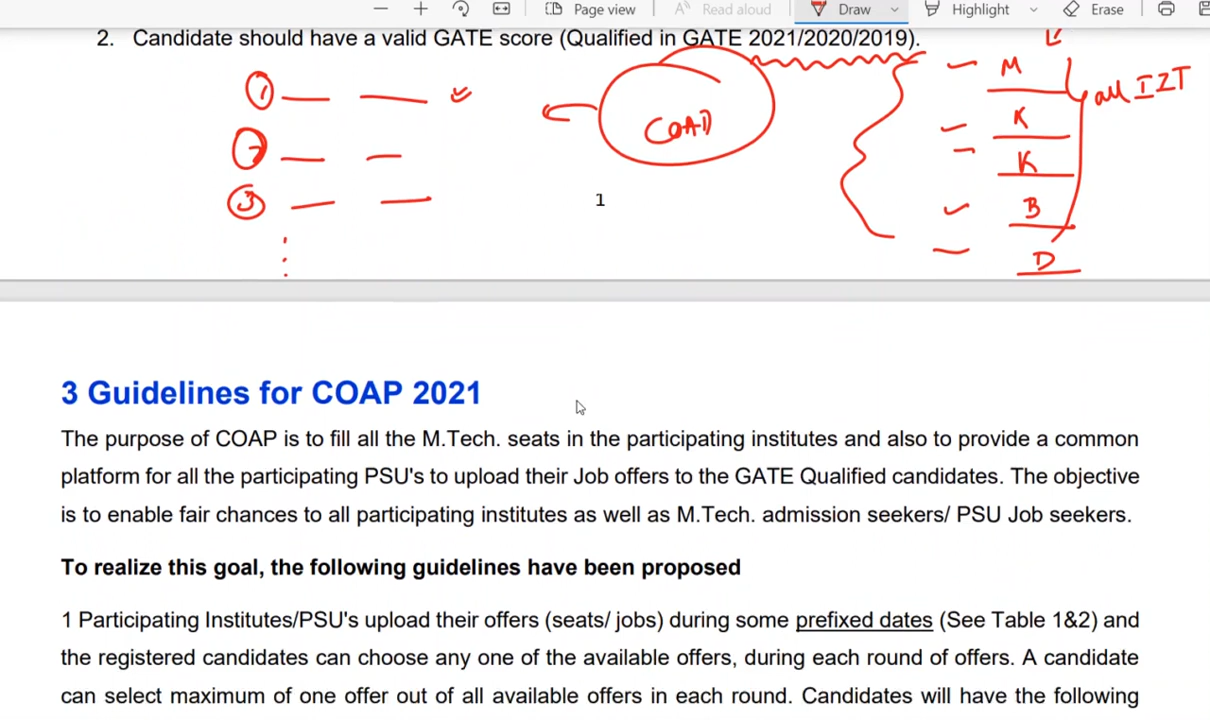 Page view
Read aloud
Draw
Highlight
Erase
2. Candidate should have a valid GATE score (Qualified in GATE 2021/2020/2019).
1
2
3
COAP
M
K
K
B
D
all IIT
1
3 Guidelines for COAP 2021
The purpose of COAP is to fill all the M.Tech. seats in the participating institutes and also to provide a common
platform for all the participating PSU's to upload their Job offers to the GATE Qualified candidates. The objective
is to enable fair chances to all participating institutes as well as M.Tech. admission seekers/ PSU Job seekers.
To realize this goal, the following guidelines have been proposed
1 Participating Institutes/PSU's upload their offers (seats/ jobs) during some prefixed dates (See Table 1&2) and
the registered candidates can choose any one of the available offers, during each round of offers. A candidate
can select maximum of one offer out of all available offers in each round. Candidates will have the following